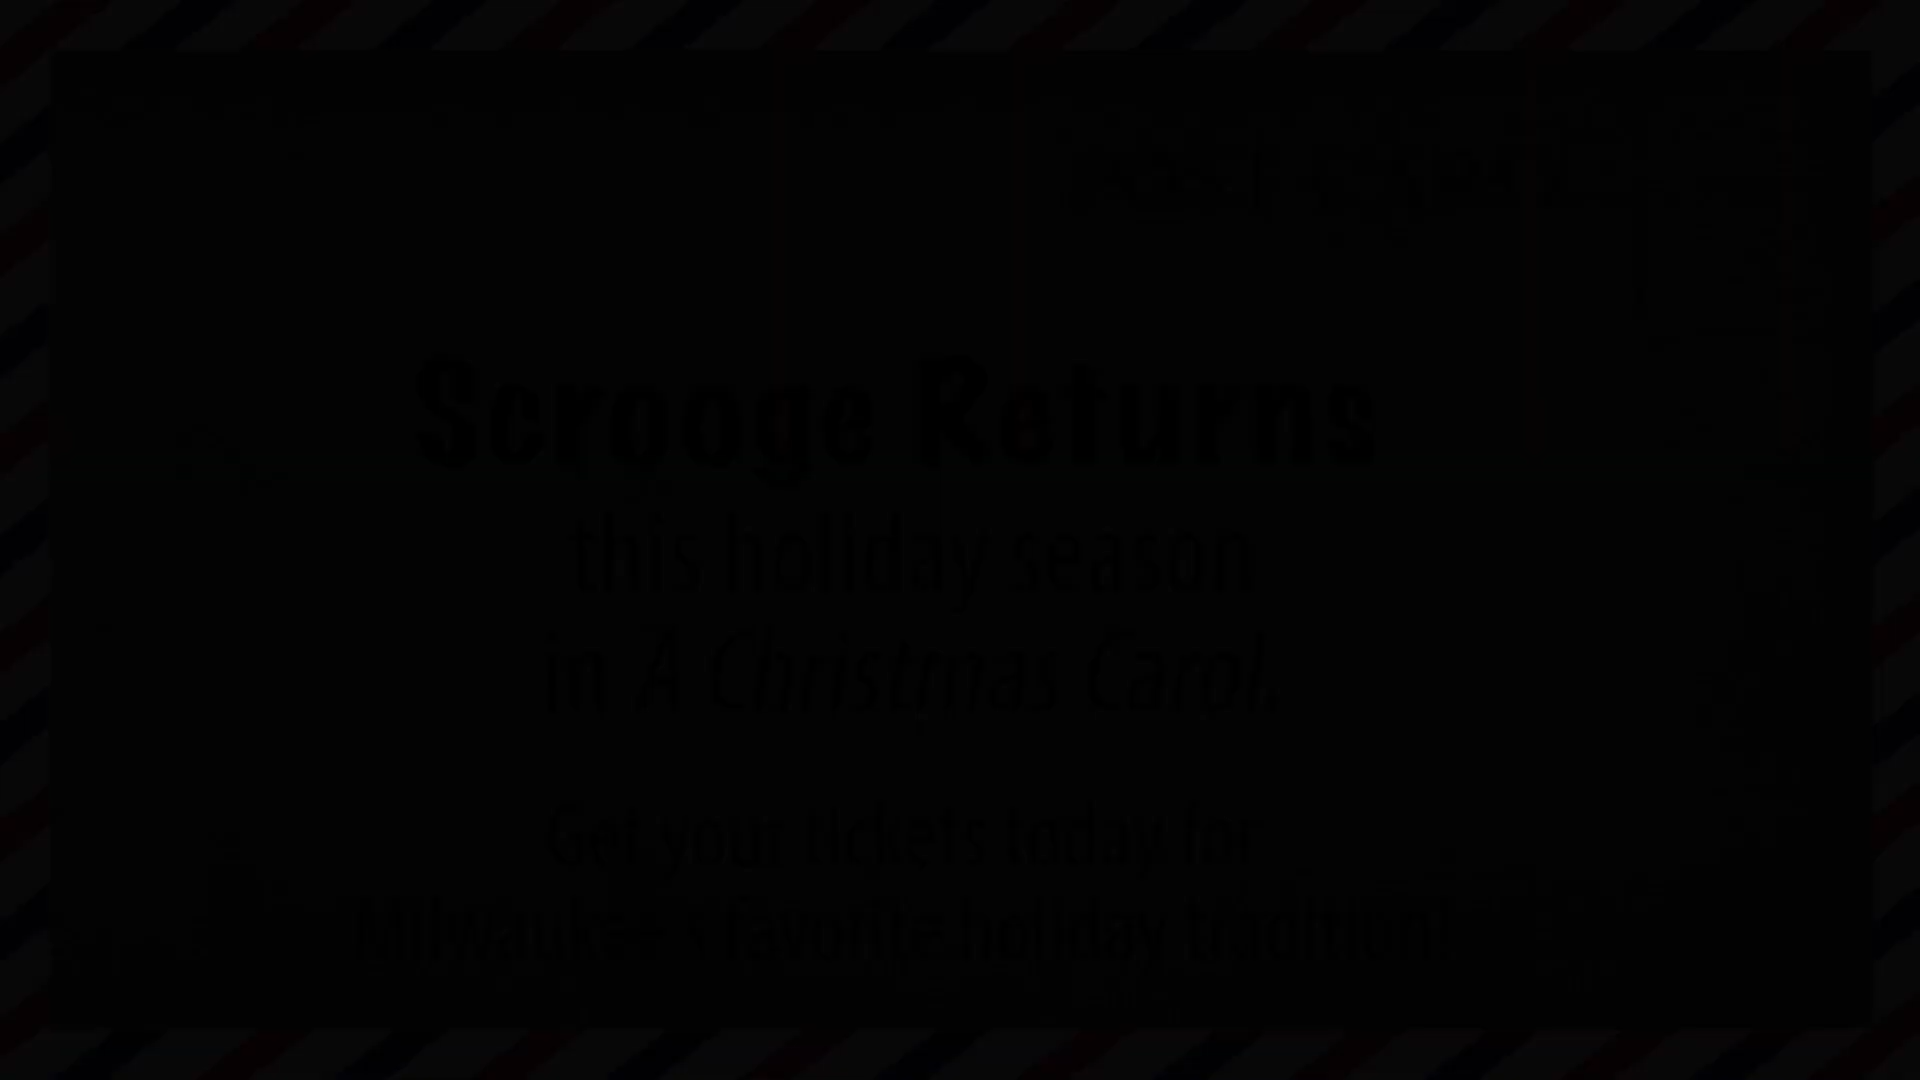 Scrooge Returns
this holiday season
in A Christmas Carol.
Get your tickets today for
Milwaukee's favorite holiday tradition!